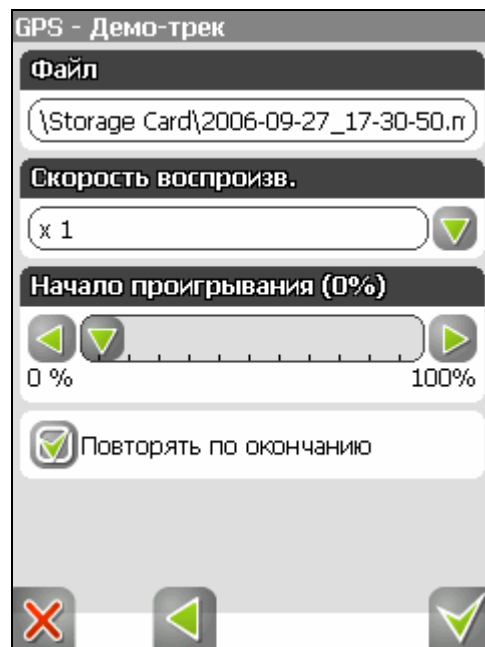 GPS - Демо-трек
Файл
\Storage Card\2006-09-27_17-30-50.n
Скорость воспроизв.
x 1
Начало проигрывания (0%)
0 % 100%
Повторять по окончанию